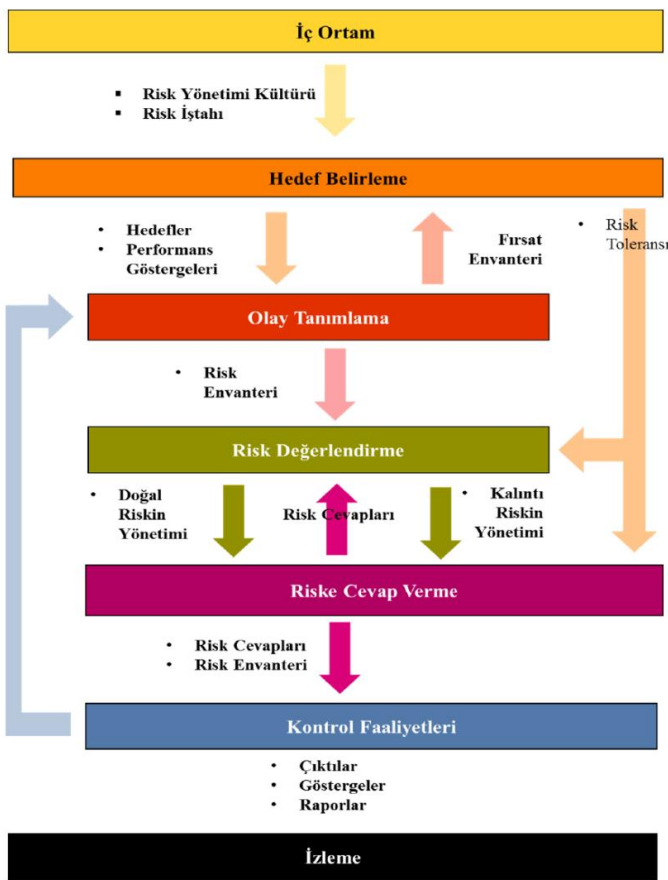 İç Ortam
▪ Risk Yönetimi Kültürü
▪ Risk İştahı
Hedef Belirleme
• Hedefler
• Performans
Göstergeleri
Fırsat
Envanteri
• Risk
Toleransı
Olay Tanımlama
• Risk
Envanteri
Risk Değerlendirme
• Doğal
Riskin
Yönetimi
Risk Cevapları
• Kalıntı
Riskin
Yönetimi
Riske Cevap Verme
• Risk Cevapları
• Risk Envanteri
Kontrol Faaliyetleri
• Çıktılar
• Göstergeler
• Raporlar
İzleme